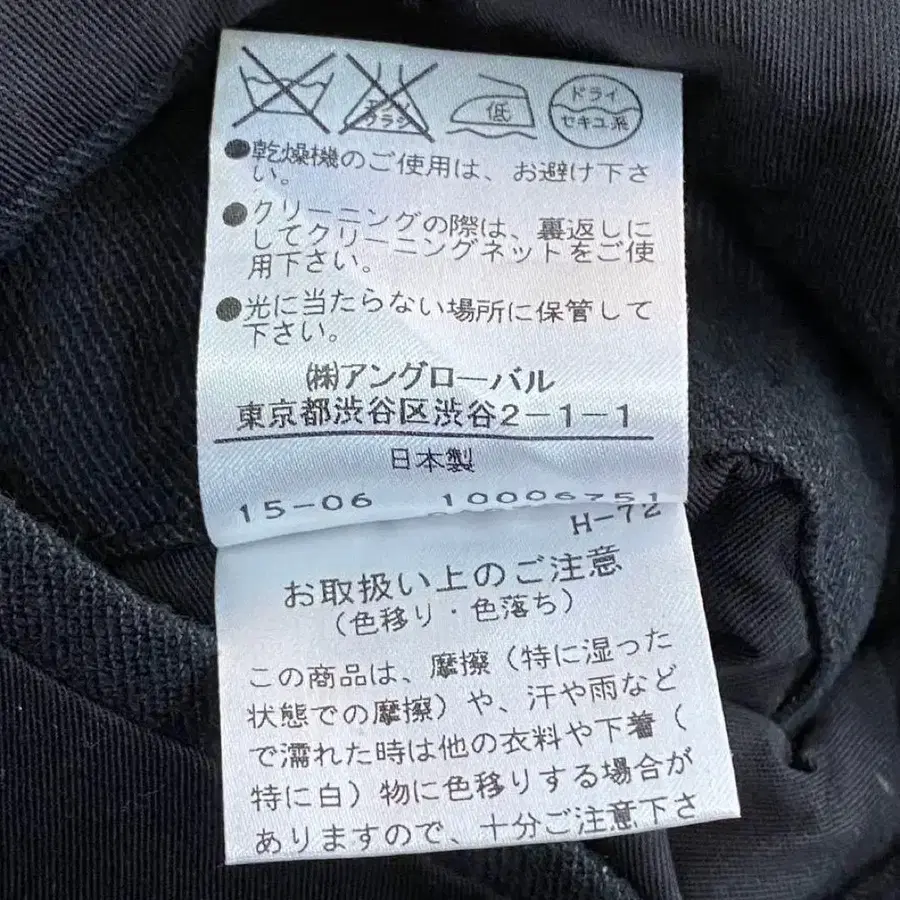 エンソ
サラシ
低
ドライ
セキユ系
●乾燥機のご使用は、お避け下さ
い。
●クリーニングの際は、裏返しに
してクリーニングネットをご使
用下さい。
●光に当たらない場所に保管して
下さい。
㈱アングローバル
東京都渋谷区渋谷2-1-1
日本製
15-06 10006751
H-72
お取扱い上のご注意
(色移り・色落ち)
この商品は、摩擦(特に湿った
状態での摩擦)や、汗や雨など
で濡れた時は他の衣料や下着(
特に白)物に色移りする場合が
ありますので、十分ご注意下さ